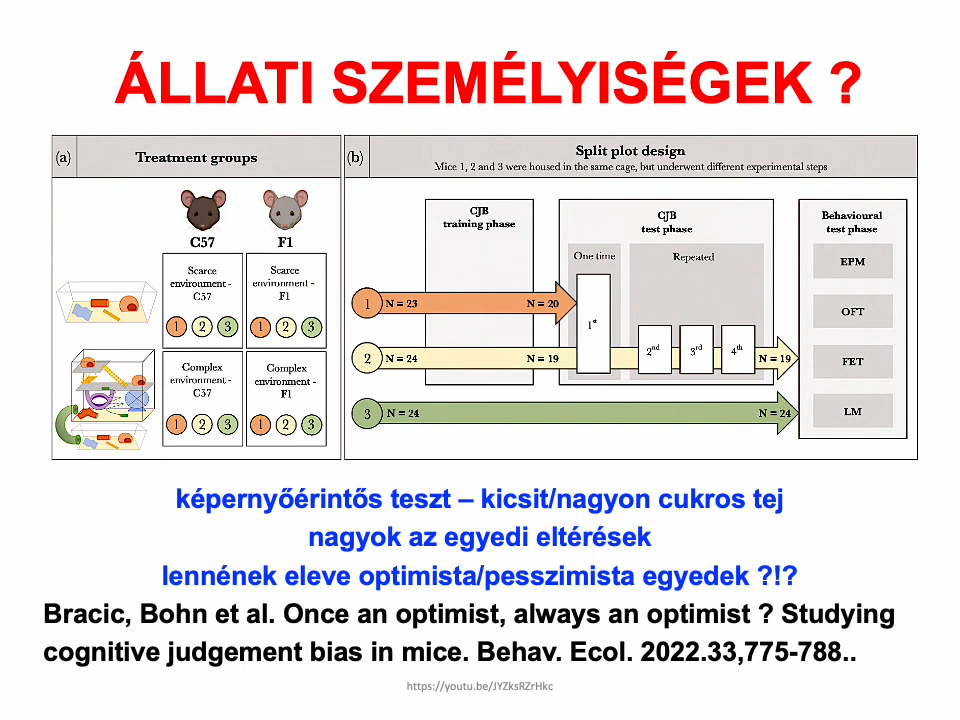 ÁLLATI SZEMÉLYISÉGEK ?
(a)
Treatment groups
C57
F1
Scarce
environment -
C57
Scarce
environment -
F1
1 2 3
1 2 3
Complex
environment -
C57
Complex
environment -
F1
1 2 3
1 2 3
(b)
Split plot design
Mice 1, 2 and 3 were housed in the same cage, but underwent different experimental steps
CJB
training phase
CJB
test phase
Behavioural
test phase
One time
Repeated
EPM
OFT
FET
LM
1 N = 23 N = 20
1st
2 N = 24 N = 19
2nd
3rd
4th
N = 19
3 N = 24 N = 24
képernyőérintős teszt – kicsit/nagyon cukros tej
nagyok az egyedi eltérések
lennének eleve optimista/pesszimista egyedek ?!?
Bracic, Bohn et al. Once an optimist, always an optimist ? Studying
cognitive judgement bias in mice. Behav. Ecol. 2022.33,775-788..
https://youtu.be/JYZksRZrHkc